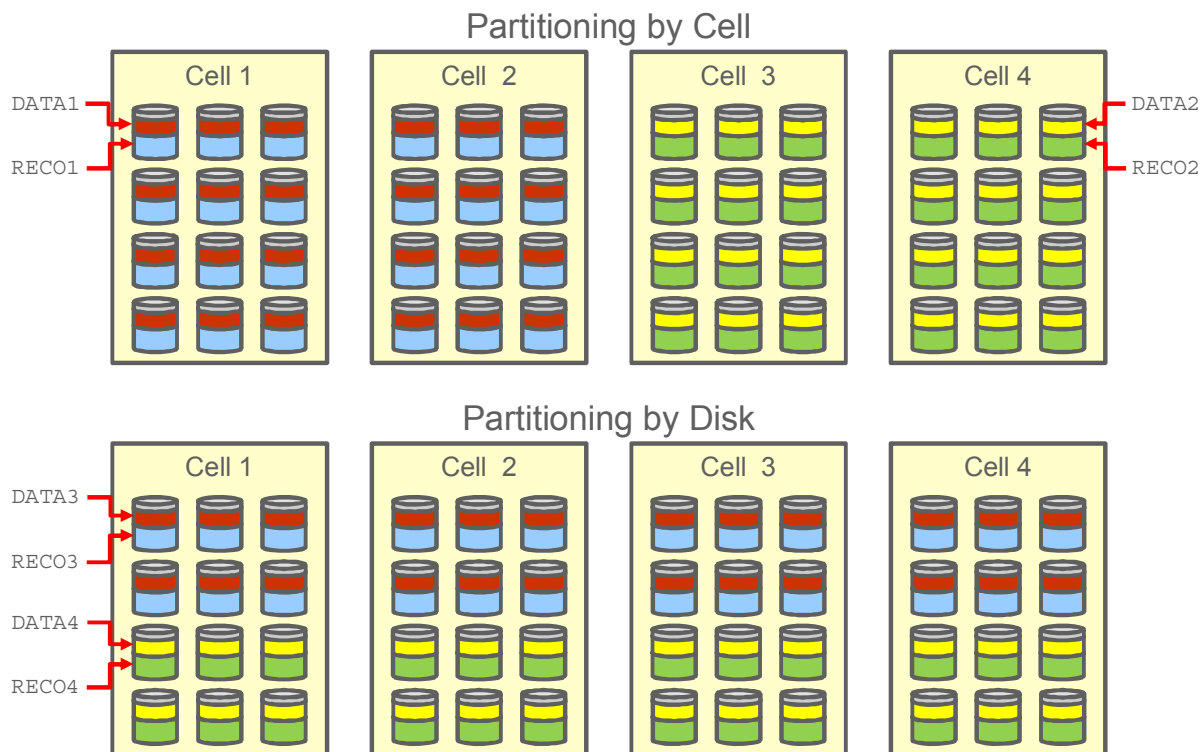 Partitioning by Cell
Cell 1
Cell 2
Cell 3
Cell 4
DATA1
RECO1
DATA2
RECO2
Partitioning by Disk
Cell 1
Cell 2
Cell 3
Cell 4
DATA3
RECO3
DATA4
RECO4